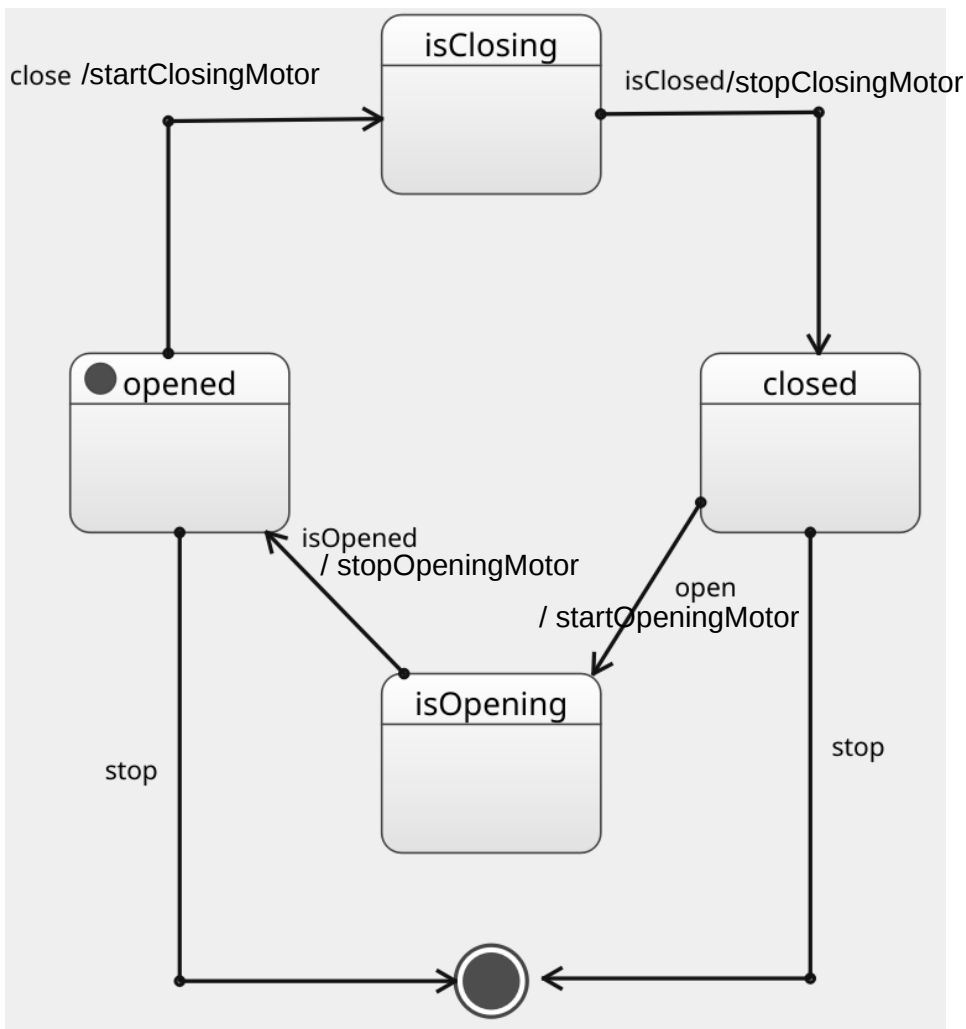 isClosing
close /startClosingMotor
isClosed/stopClosingMotor
opened
closed
isOpened
/ stopOpeningMotor
open
/ startOpeningMotor
isOpening
stop
stop